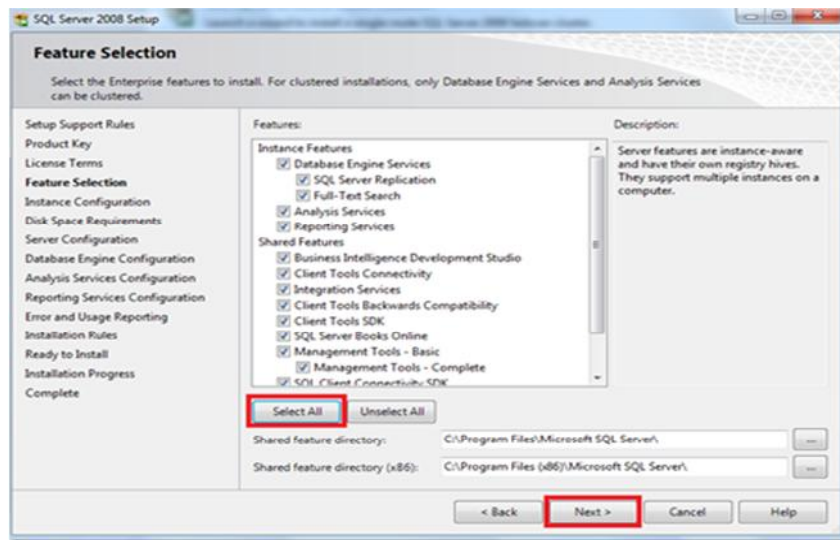 SQL Server 2008 Setup
Feature Selection
Select the Enterprise features to install. For clustered installations, only Database Engine Services and Analysis Services
can be clustered.
Setup Support Rules
Product Key
License Terms
Feature Selection
Instance Configuration
Disk Space Requirements
Server Configuration
Database Engine Configuration
Analysis Services Configuration
Reporting Services Configuration
Error and Usage Reporting
Installation Rules
Ready to Install
Installation Progress
Complete
Features:
Instance Features
Database Engine Services
SQL Server Replication
Full-Text Search
Analysis Services
Reporting Services
Shared Features
Business Intelligence Development Studio
Client Tools Connectivity
Integration Services
Client Tools Backwards Compatibility
Client Tools SDK
SQL Server Books Online
Management Tools - Basic
Management Tools - Complete
SQL Client Connectivity SDK
Description:
Server features are instance-aware
and have their own registry hives.
They support multiple instances on a
computer.
Select All
Unselect All
Shared feature directory:
C:\Program Files\Microsoft SQL Server\
...
Shared feature directory (x86):
C:\Program Files (x86)\Microsoft SQL Server\
...
< Back
Next >
Cancel
Help